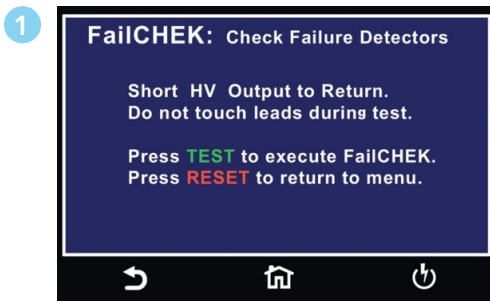 1
FailCHEK: Check Failure Detectors
Short HV Output to Return.
Do not touch leads during test.
Press TEST to execute FailCHEK.
Press RESET to return to menu.